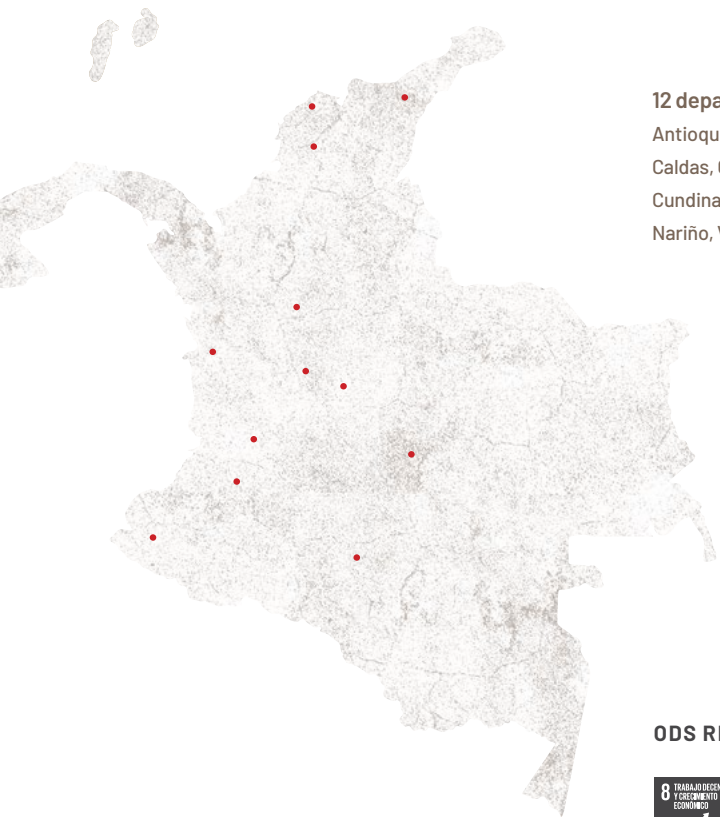 12 depa
Antioqu
Caldas,
Cundina
Nariño,
ODS R
8 TRABAJO DECEN
Y CRECIMIENTO
ECONÓMICO